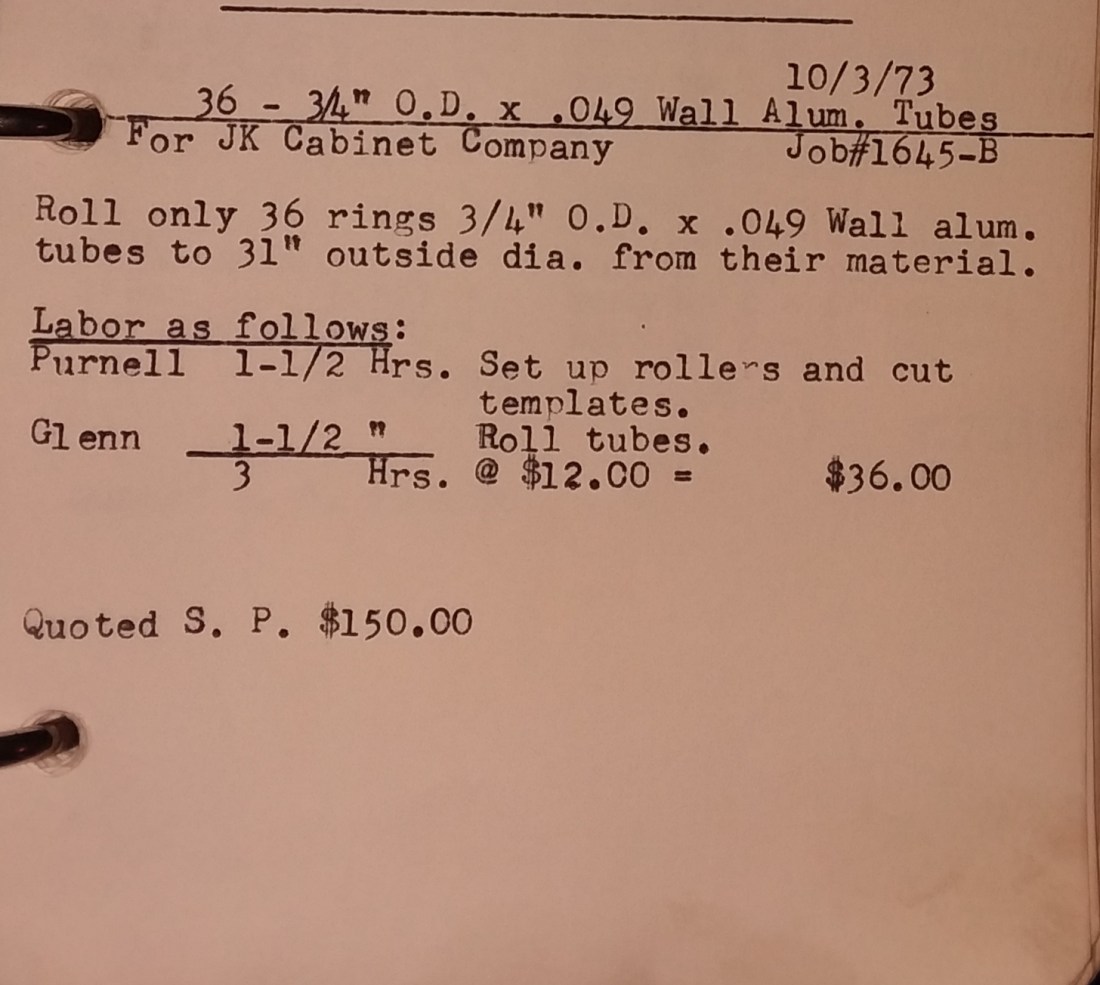 10/3/73
36 - 3/4" O.D. x .049 Wall Alum. Tubes
For JK Cabinet Company Job#1645-B
Roll only 36 rings 3/4" O.D. x .049 Wall alum.
tubes to 31" outside dia. from their material.
Labor as follows:
Purnell 1-1/2 Hrs. Set up rollers and cut
templates.
Glenn 1-1/2 " Roll tubes.
3 Hrs. @ $12.00 = $36.00
Quoted S. P. $150.00